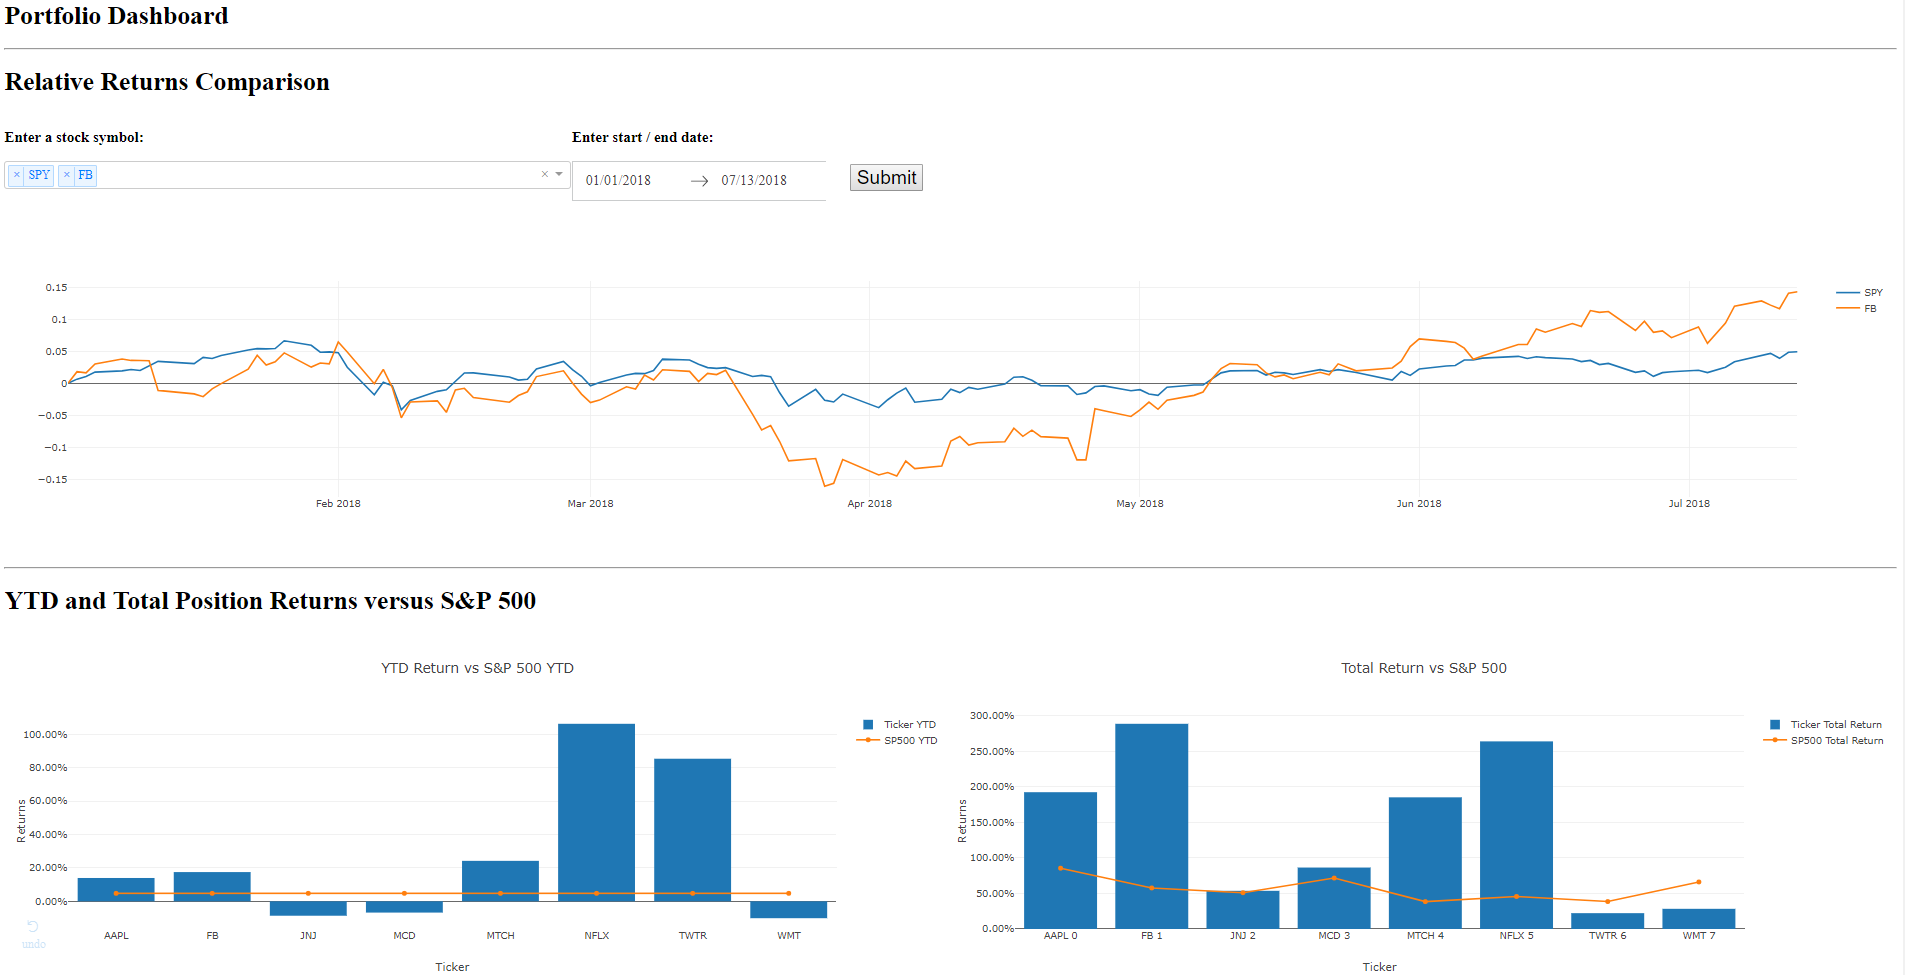 Portfolio Dashboard
Relative Returns Comparison
Enter a stock symbol: Enter start / end date:
× SPY × FB × 01/01/2018 → 07/13/2018 Submit
0.15
0.1
0.05
0
−0.05
−0.1
−0.15
Feb 2018 Mar 2018 Apr 2018 May 2018 Jun 2018 Jul 2018
SPY
FB
YTD and Total Position Returns versus S&P 500
YTD Return vs S&P 500 YTD
100.00%
80.00%
60.00%
40.00%
20.00%
0.00%
Returns
AAPL FB JNJ MCD MTCH NFLX TWTR WMT
Ticker
Ticker YTD
SP500 YTD
undo
Total Return vs S&P 500
300.00%
250.00%
200.00%
150.00%
100.00%
50.00%
0.00%
Returns
AAPL 0 FB 1 JNJ 2 MCD 3 MTCH 4 NFLX 5 TWTR 6 WMT 7
Ticker
Ticker Total Return
SP500 Total Return